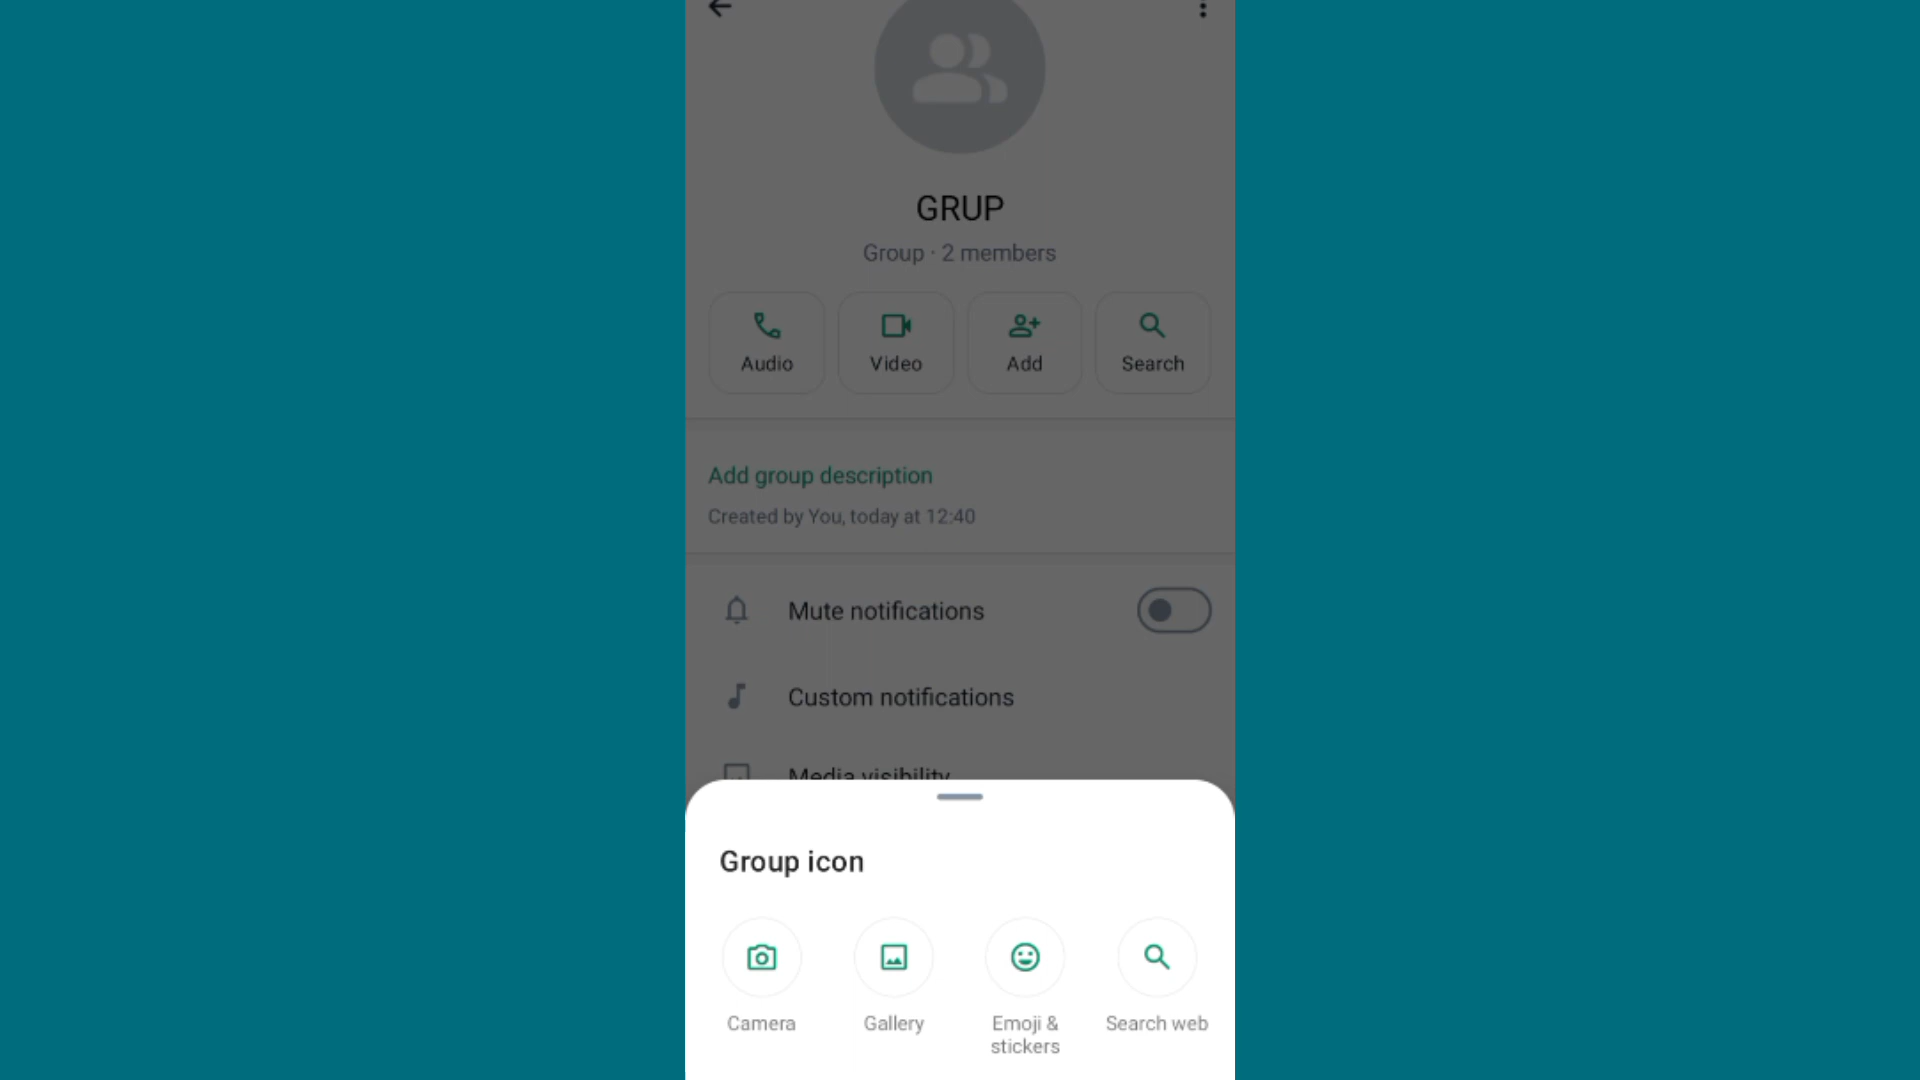 GRUP
Group · 2 members
Audio
Video
Add
Search
Add group description
Created by You, today at 12:40
Mute notifications
Custom notifications
Media visibility
Group icon
Camera
Gallery
Emoji &
stickers
Search web